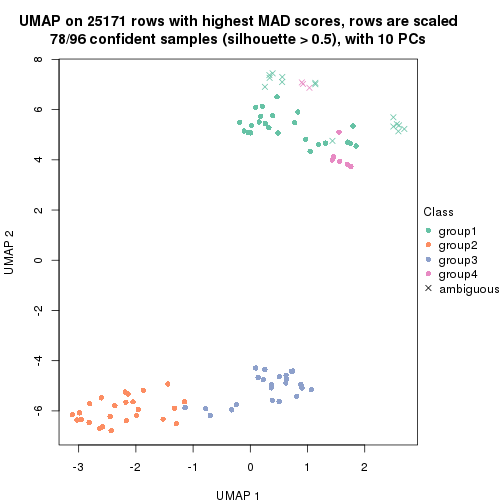 UMAP on 25171 rows with highest MAD scores, rows are scaled
78/96 confident samples (silhouette > 0.5), with 10 PCs
8
6
4
2
0
-2
-4
-6
UMAP 2
-3
-2
-1
0
1
2
UMAP 1
Class
group1
group2
group3
group4
ambiguous